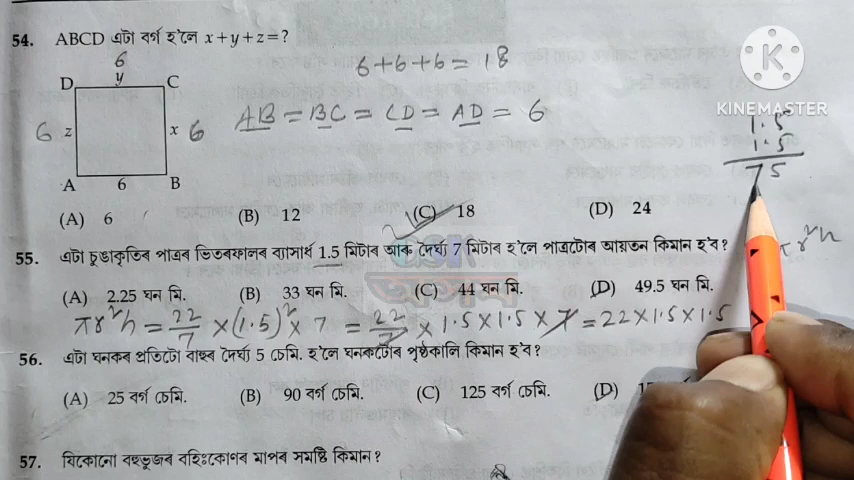 54. ABCD এটা বৰ্গ হ'লে x+y+z=?
6
6+6+6=18
D y C
AB = BC = CD = AD = 6
6 z x 6
A 6 B
KINEMASTER
1.5
1.5
75
(A) 6 (B) 12 (C) 18 (D) 24
55. এটা চুঙাকৃতিৰ পাত্ৰৰ ভিতৰফালৰ ব্যাসাৰ্ধ 1.5 মিটাৰ আৰু দৈৰ্ঘ্য 7 মিটাৰ হ'লে পাত্ৰটোৰ আয়তন কিমান হ'ব?
πr²h
(A) 2.25 ঘন মি. (B) 33 ঘন মি. (C) 44 ঘন মি. (D) 49.5 ঘন মি.
πr²h = 22/7 × (1.5)² × 7 = 22/7 × 1.5 × 1.5 × 7 = 22 × 1.5 × 1.5
56. এটা ঘনকৰ প্ৰতিটো বাহুৰ দৈৰ্ঘ্য 5 চেমি. হ'লে ঘনকটোৰ পৃষ্ঠকালি কিমান হ'ব?
(A) 25 বৰ্গ চেমি. (B) 90 বৰ্গ চেমি. (C) 125 বৰ্গ চেমি. (D)
57. যিকোনো বহুভুজৰ বহিঃকোণৰ মাপৰ সমষ্টি কিমান?